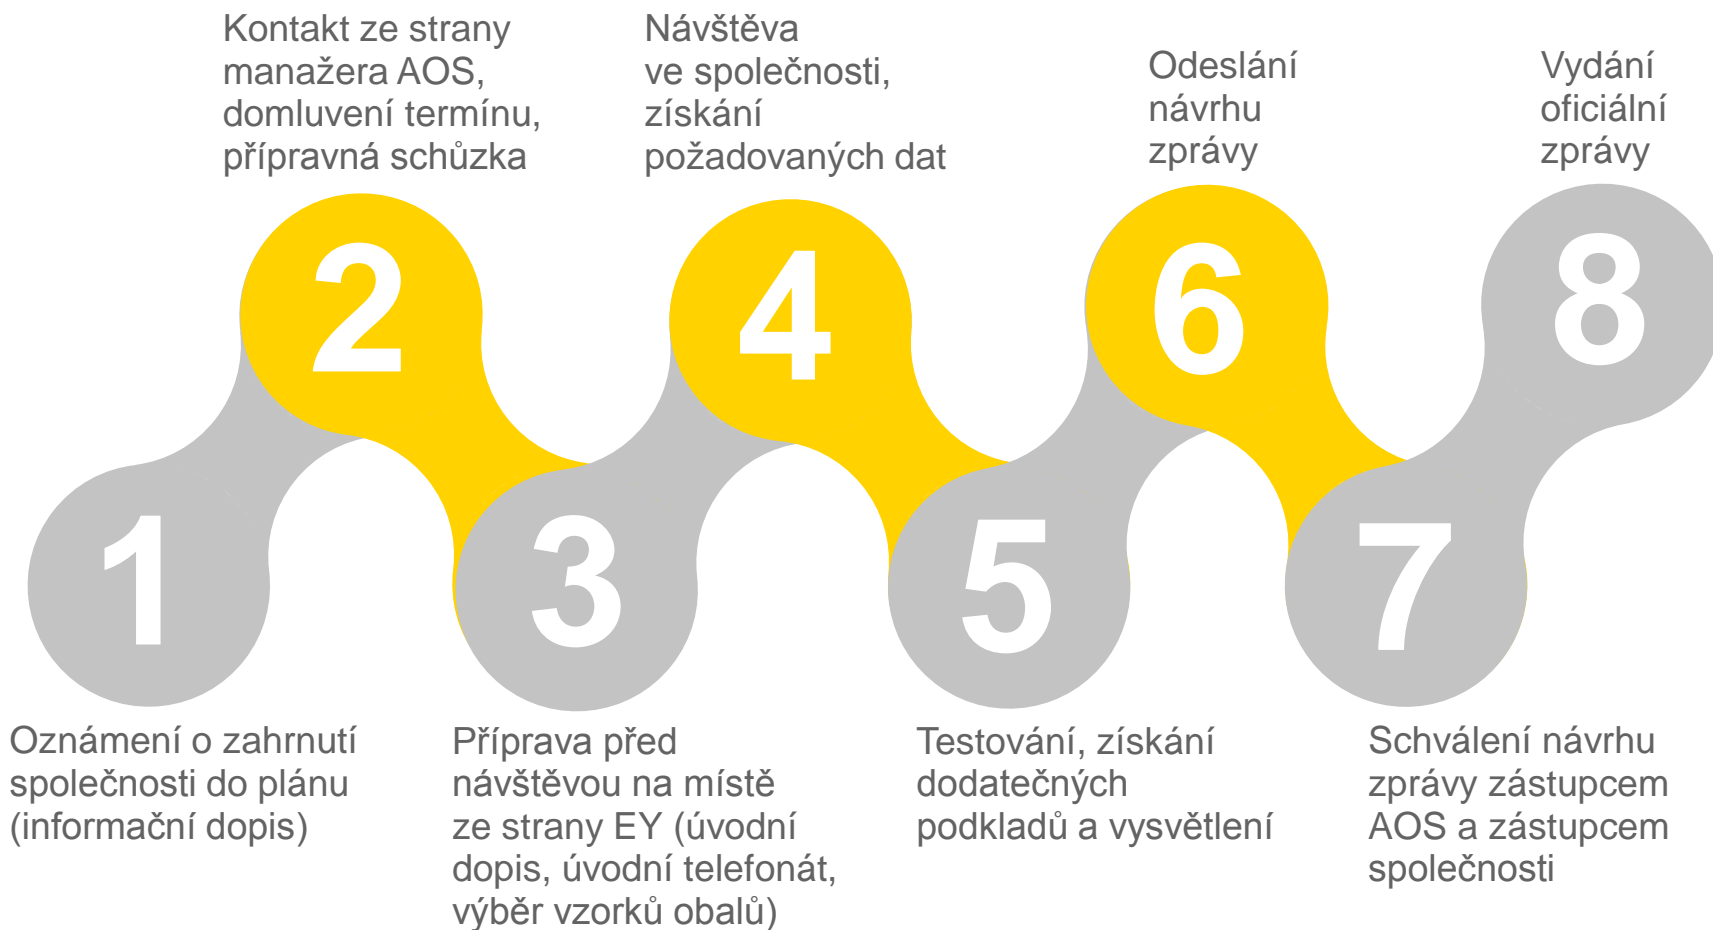 Kontakt ze strany
manažera AOS,
domluvení termínu,
přípravná schůzka
Návštěva
ve společnosti,
získání
požadovaných dat
Odeslání
návrhu
zprávy
Vydání
oficiální
zprávy
2
4
6
8
1
3
5
7
Oznámení o zahrnutí
společnosti do plánu
(informační dopis)
Příprava před
návštěvou na místě
ze strany EY (úvodní
dopis, úvodní telefonát,
výběr vzorků obalů)
Testování, získání
dodatečných
podkladů a vysvětlení
Schválení návrhu
zprávy zástupcem
AOS a zástupcem
společnosti